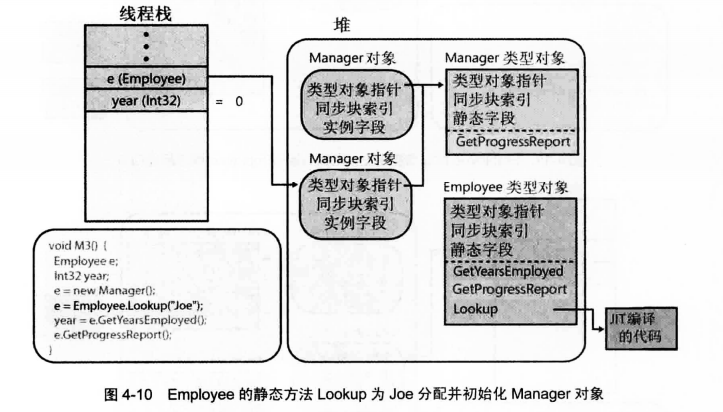 线程栈
堆
e (Employee)
year (Int32)
= 0
Manager 对象
类型对象指针
同步块索引
实例字段
Manager 对象
类型对象指针
同步块索引
实例字段
Manager 类型对象
类型对象指针
同步块索引
静态字段
GetProgressReport
Employee 类型对象
类型对象指针
同步块索引
静态字段
GetYearsEmployed
GetProgressReport
Lookup
JIT编译
的代码
void M3() {
Employee e;
Int32 year;
e = new Manager();
e = Employee.Lookup("Joe");
year = e.GetYearsEmployed();
e.GetProgressReport();
}
图 4-10 Employee 的静态方法 Lookup 为 Joe 分配并初始化 Manager 对象